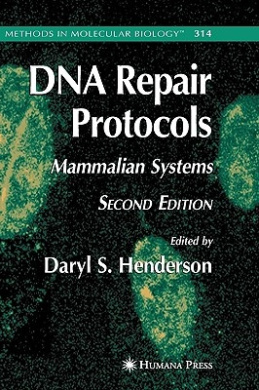 METHODS IN MOLECULAR BIOLOGY™ 314
DNA Repair
Protocols
Mammalian Systems
SECOND EDITION
Edited by
Daryl S. Henderson
HUMANA PRESS